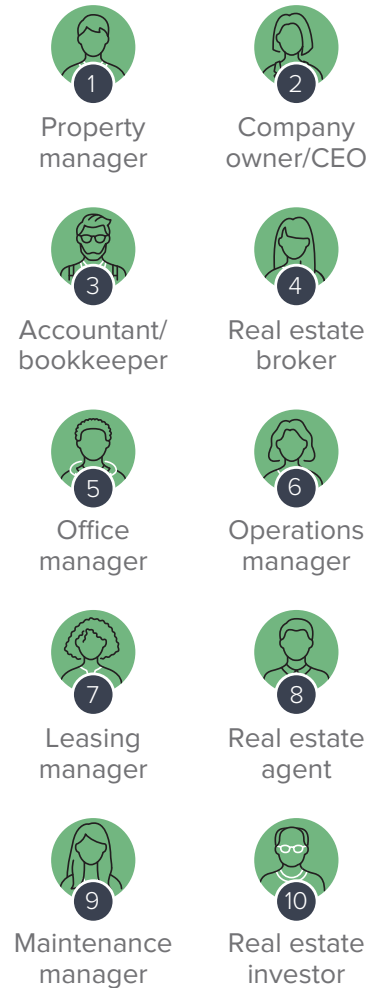 1
Property
manager
2
Company
owner/CEO
3
Accountant/
bookkeeper
4
Real estate
broker
5
Office
manager
6
Operations
manager
7
Leasing
manager
8
Real estate
agent
9
Maintenance
manager
10
Real estate
investor